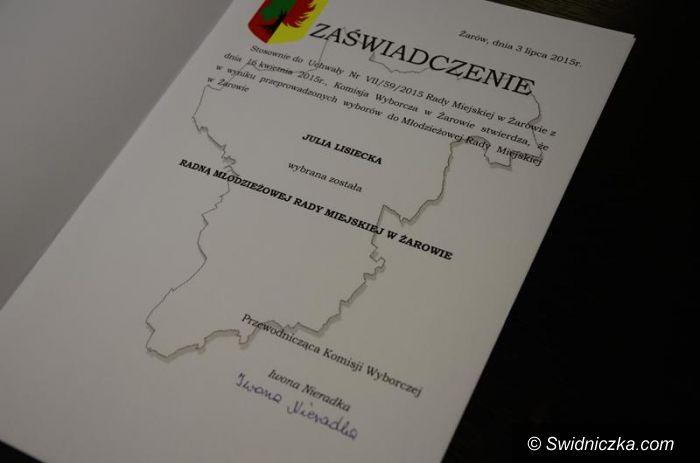 Żarów, dnia 3 lipca 2015r.
ZAŚWIADCZENIE
Stosownie do Uchwały Nr VII/59/2015 Rady Miejskiej w Żarowie z
dnia 16 kwietnia 2015r., Komisja Wyborcza w Żarowie stwierdza, że
w wyniku przeprowadzonych wyborów do Młodzieżowej Rady Miejskiej
w Żarowie
JULIA LISIECKA
wybrana została
RADNĄ MŁODZIEŻOWEJ RADY MIEJSKIEJ W ŻAROWIE
Przewodnicząca Komisji Wyborczej
Iwona Nieradka
Iwona Nieradka
© Swidniczka.com